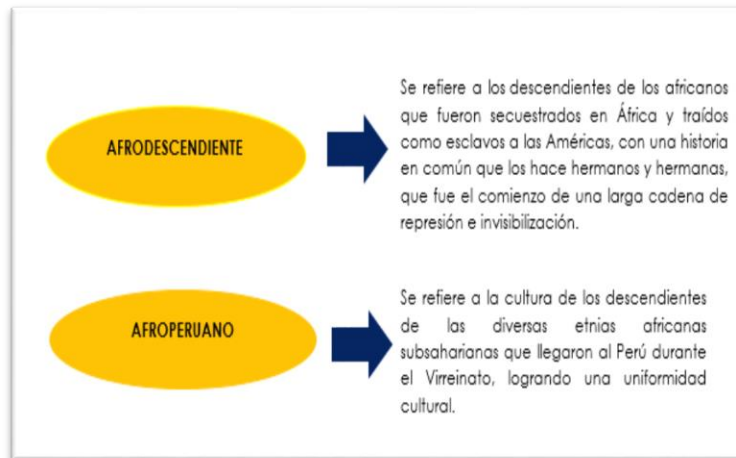 AFRODESCENDIENTE
Se refiere a los descendientes de los africanos
que fueron secuestrados en África y traídos
como esclavos a las Américas, con una historia
en común que los hace hermanos y hermanas,
que fue el comienzo de una larga cadena de
represión e invisibilización.
AFROPERUANO
Se refiere a la cultura de los descendientes
de las diversas etnias africanas
subsaharianas que llegaron al Perú durante
el Virreinato, logrando una uniformidad
cultural.